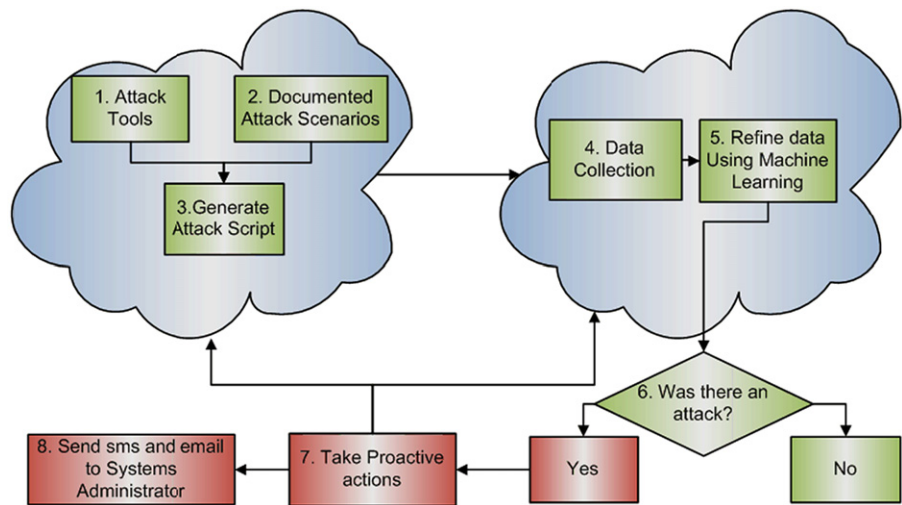 1. Attack
Tools
2. Documented
Attack Scenarios
3.Generate
Attack Script
4. Data
Collection
5. Refine data
Using Machine
Learning
6. Was there an
attack?
Yes
No
7. Take Proactive
actions
8. Send sms and email
to Systems
Administrator